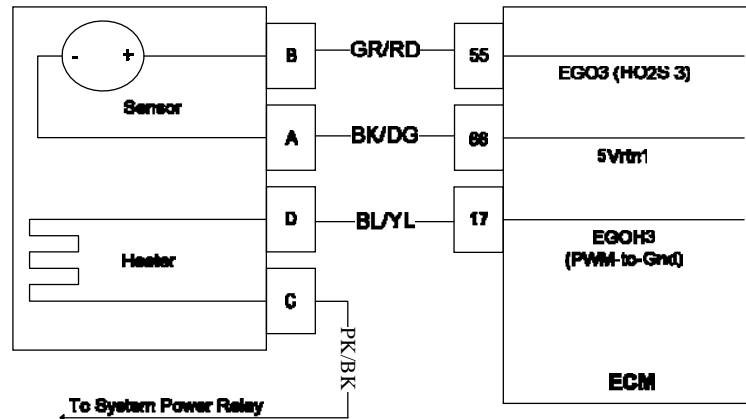 B
GR/RD
55
- +
EGO3 (HO2S 3)
Sensor
A
BK/DG
66
5Vrtn1
D
BL/YL
17
EGOH3
(PWM-to-Gnd)
Heater
C
PK/BK
ECM
To System Power Relay